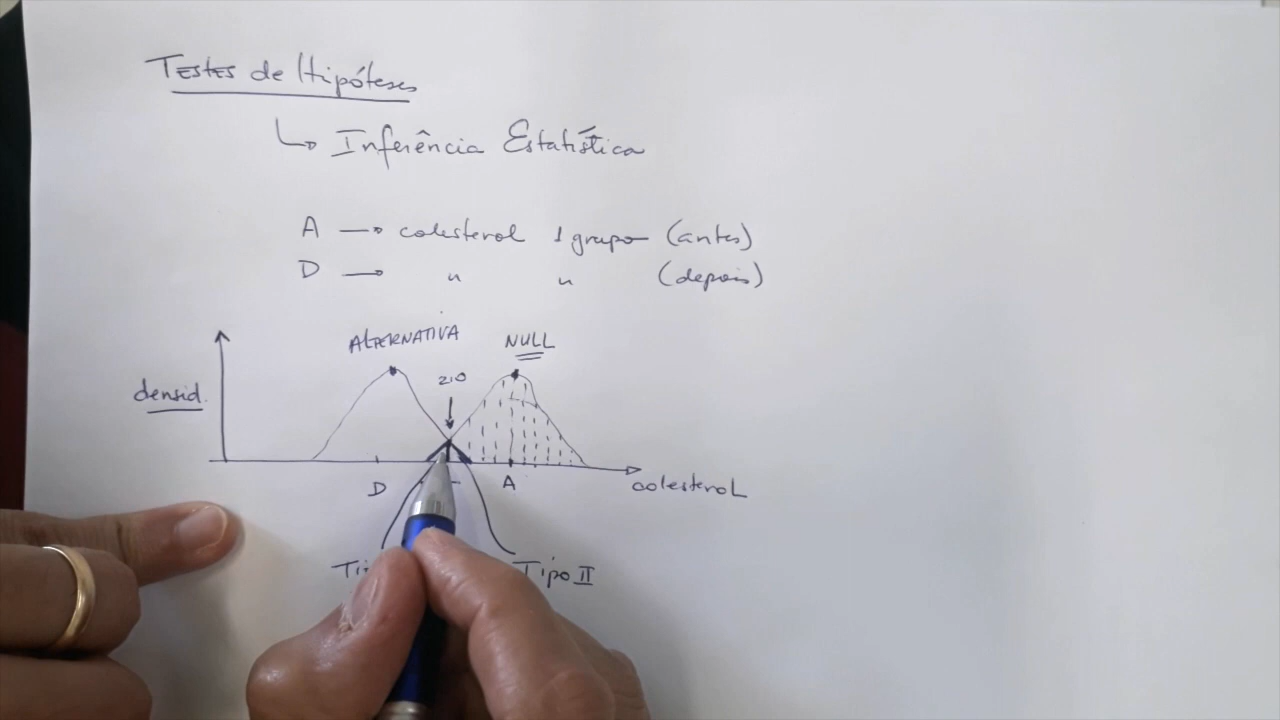 Testes de Hipóteses
↳ Inferência Estatística
A → colesterol 1 grupo (antes)
D → " " (depois)
ALTERNATIVA NULL
210
densid.
D A
colesterol
Tipo II